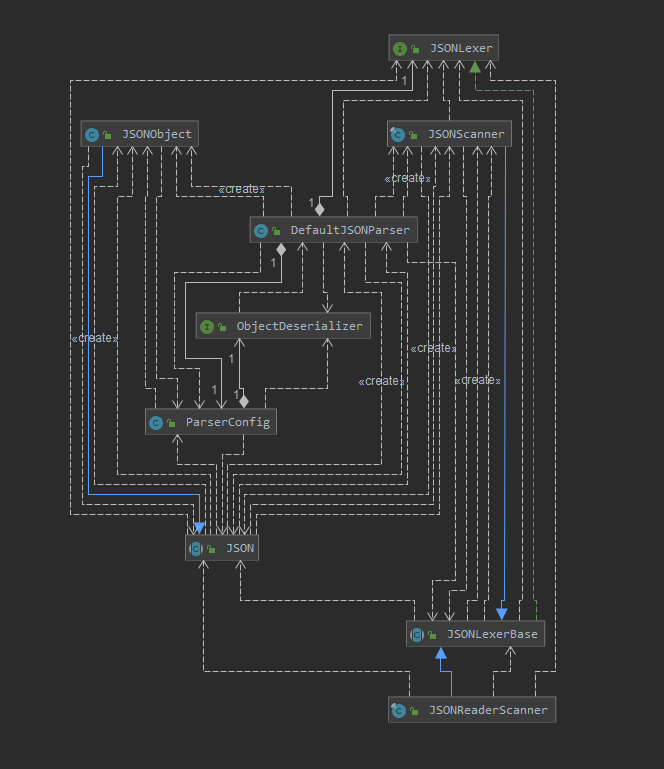 I JSONLexer
1
C JSONObject
C JSONScanner
«create»
«create»
1
C DefaultJSONParser
1
I ObjectDeserializer
«create»
«create»
1
«create»
«create»
1
1
C ParserConfig
C JSON
C JSONLexerBase
C JSONReaderScanner